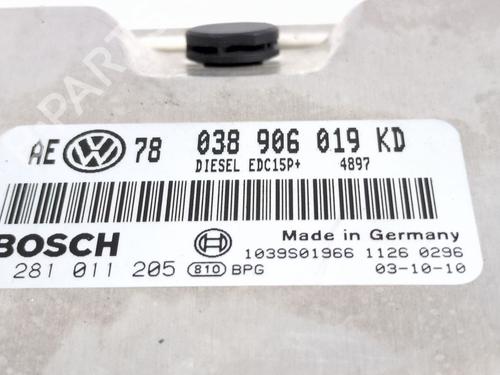 AE VW 78 038 906 019 KD
DIESEL EDC15P+ 4897
BOSCH Made in Germany
281 011 205 810 BPG 1039S01966 1126 0296
03-10-10